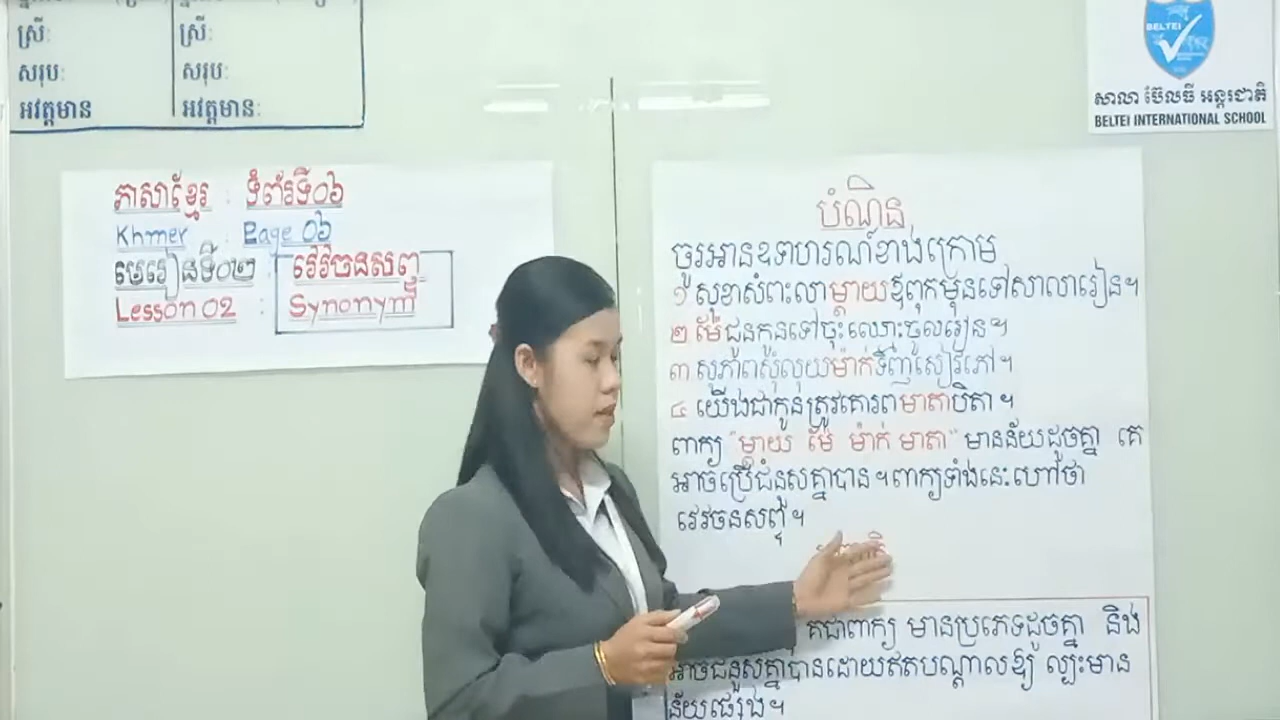 ស្រី: ស្រី:
សរុប: សរុប:
អវត្តមាន អវត្តមាន:
BELTEI
សាលា ប៊ែលធី អន្តរជាតិ
BELTEI INTERNATIONAL SCHOOL
ភាសាខ្មែរ : ទំព័រទី០៦
Khmer : Page 06
មេរៀនទី០២ : វេវចនសព្ទ
Lesson 02 : Synonym
បំណិន
ចូរអានឧទាហរណ៍ខាងក្រោម
១ សុខាសំពះលាម្តាយឪពុកមុនទៅសាលារៀន។
២ ម៉ែជូនកូនទៅចុះឈ្មោះចូលរៀន។
៣ សុភាពសុំលុយម៉ាក់ទិញសៀវភៅ។
៤ យើងជាកូនត្រូវគោរពមាតាបិតា។
ពាក្យ "ម្តាយ ម៉ែ ម៉ាក់ មាតា" មានន័យដូចគ្នា គេ
អាចប្រើជំនួសគ្នាបាន។ពាក្យទាំងនេះហៅថា
វេវចនសព្ទ។
គឺជាពាក្យ មានប្រភេទដូចគ្នា និង
អាចជំនួសគ្នាបានដោយឥតបណ្តាលឱ្យ ល្បះមាន
ន័យផ្សេង។